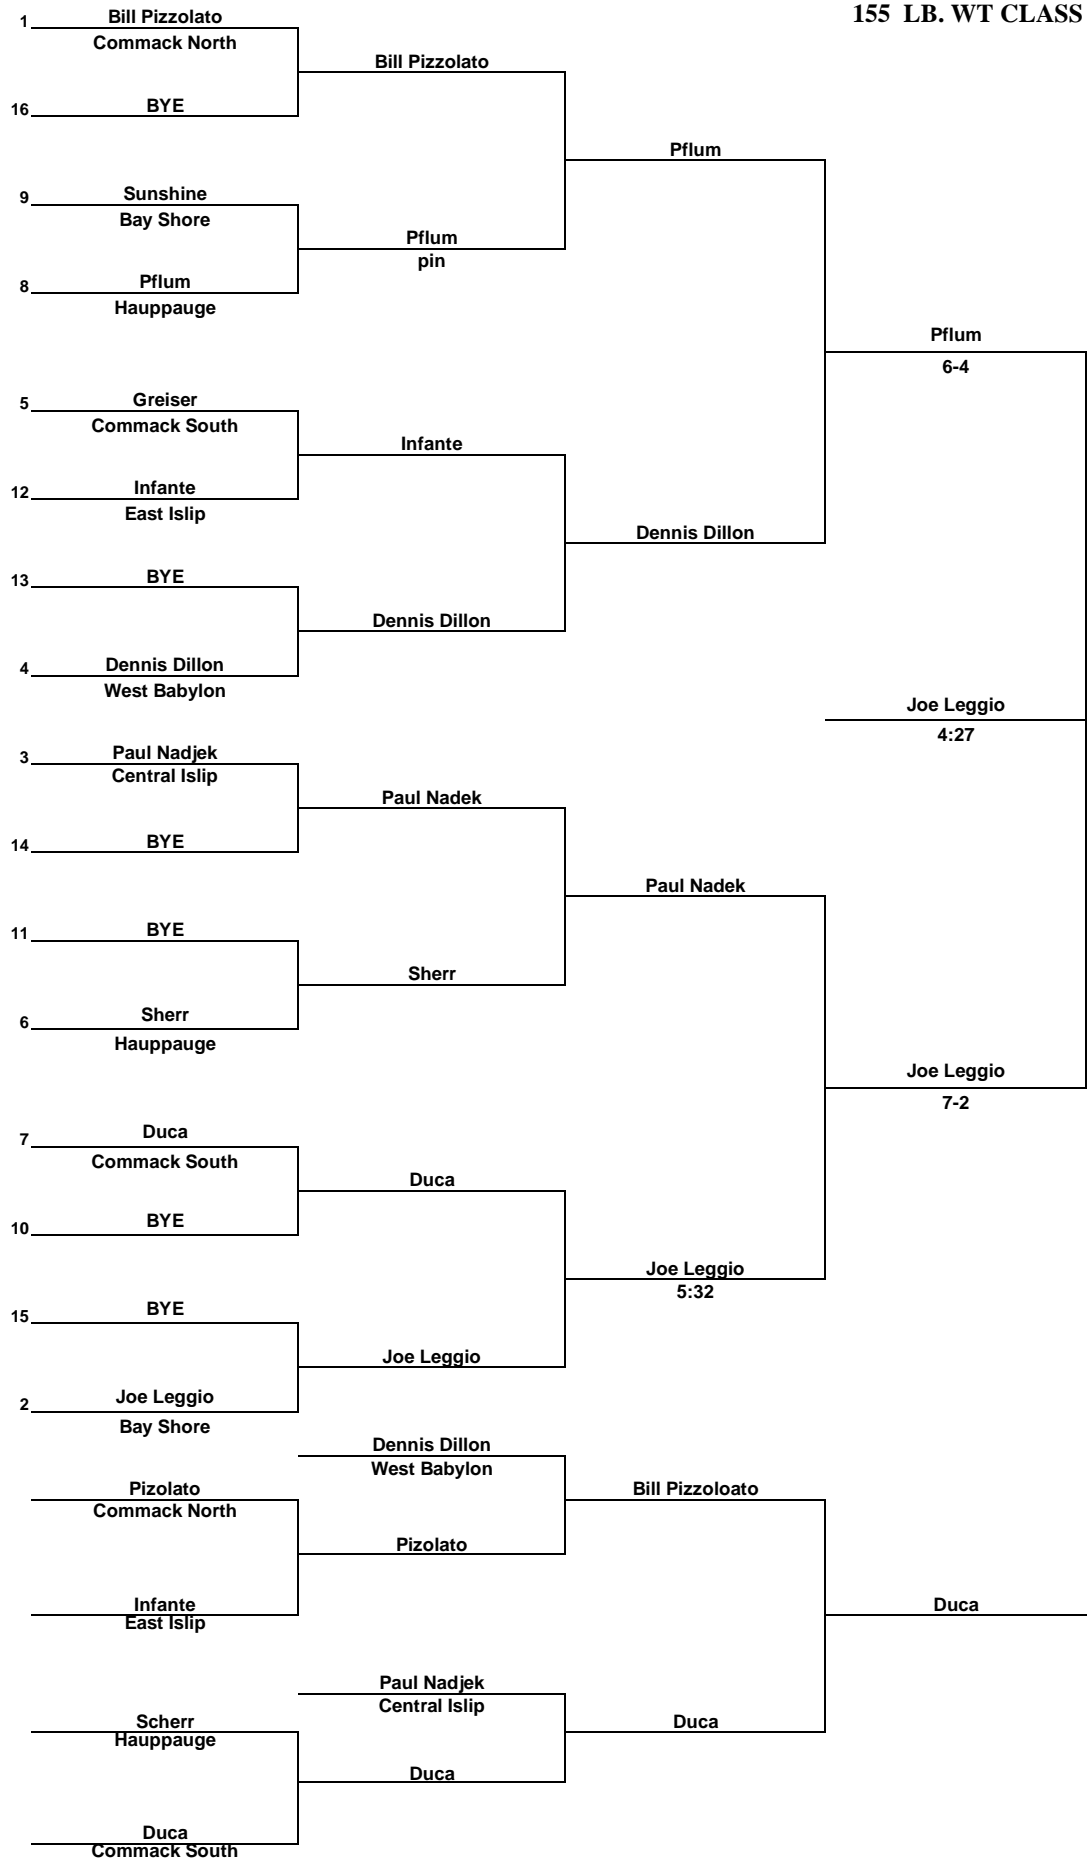 155 LB. WT CLASS
1 Bill Pizzolato
Commack North
Bill Pizzolato
16 BYE
Pflum
9 Sunshine
Bay Shore
Pflum
pin
8 Pflum
Hauppauge
Pflum
6-4
5 Greiser
Commack South
Infante
12 Infante
East Islip
Dennis Dillon
13 BYE
Dennis Dillon
4 Dennis Dillon
West Babylon
Joe Leggio
4:27
3 Paul Nadjek
Central Islip
Paul Nadek
14 BYE
Paul Nadek
11 BYE
Sherr
6 Sherr
Hauppauge
Joe Leggio
7-2
7 Duca
Commack South
Duca
10 BYE
Joe Leggio
5:32
15 BYE
Joe Leggio
2 Joe Leggio
Bay Shore
Dennis Dillon
West Babylon
Pizolato
Commack North
Bill Pizzoloato
Pizolato
Infante
East Islip
Duca
Paul Nadjek
Central Islip
Scherr
Hauppauge
Duca
Duca
Duca
Commack South